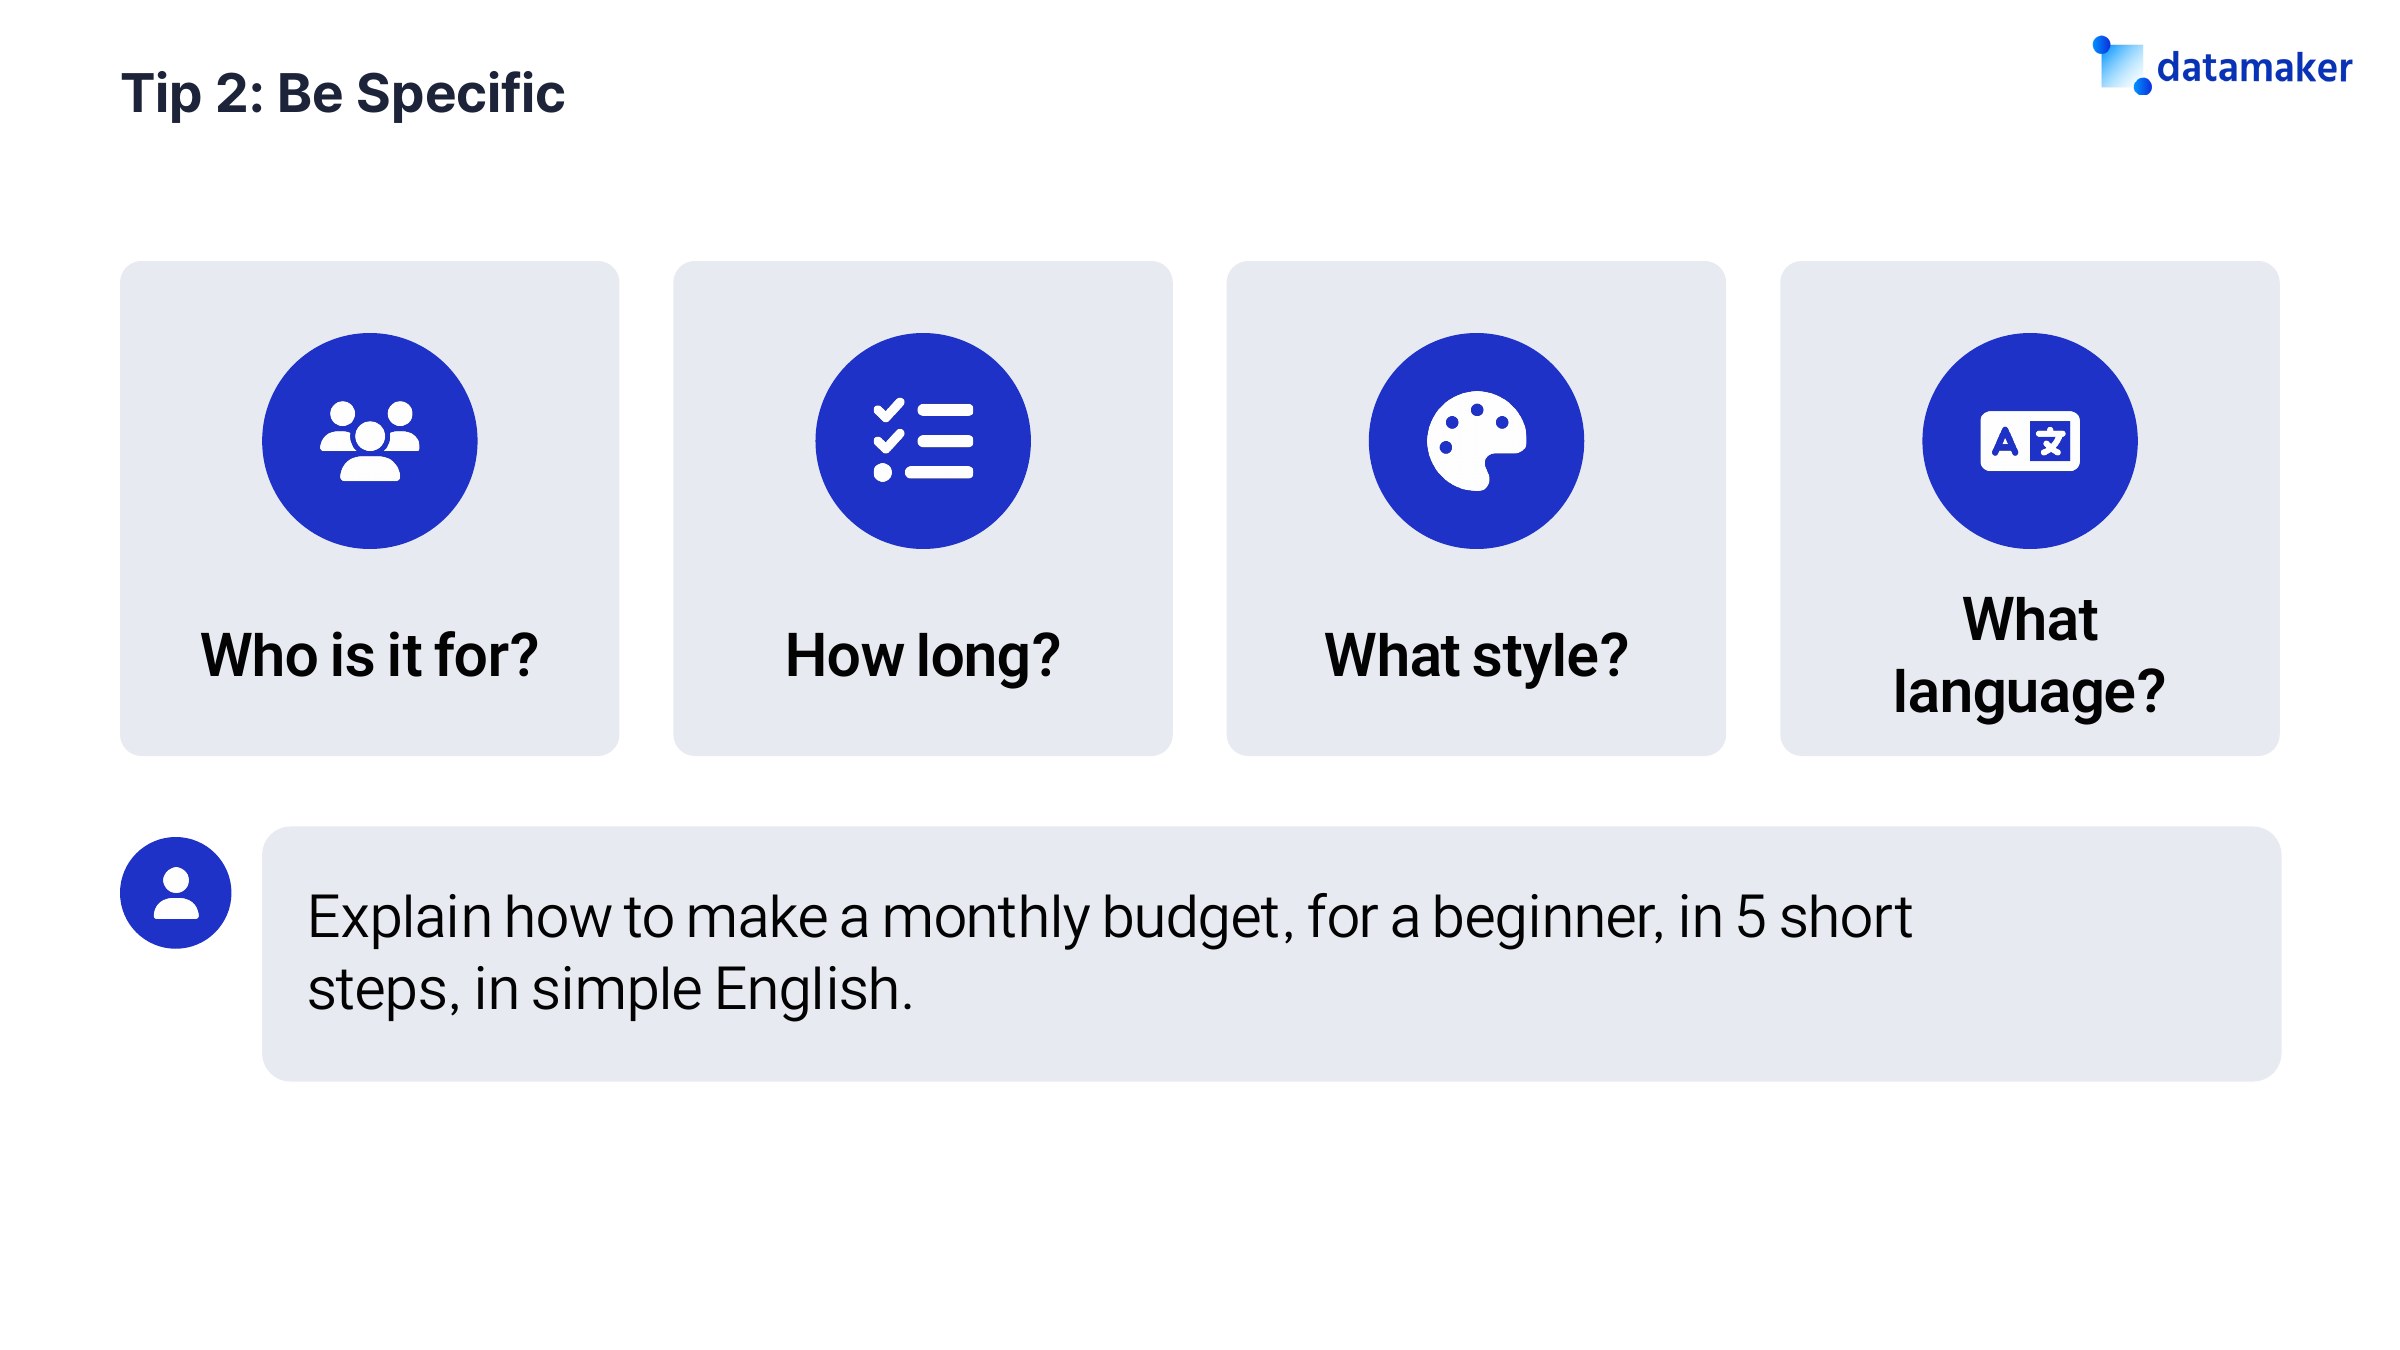 Tip 2: Be Specific
datamaker
Who is it for?
How long?
What style?
What
language?
A 文
Explain how to make a monthly budget, for a beginner, in 5 short
steps, in simple English.